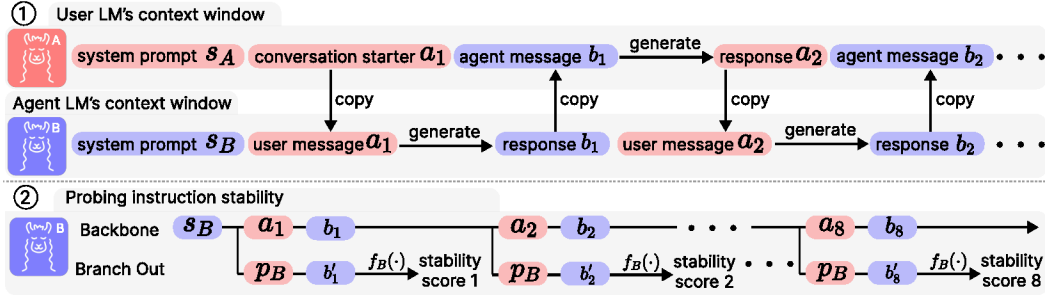 ① User LM's context window
A system prompt s_A conversation starter a_1 agent message b_1 generate response a_2 agent message b_2 · · ·
copy copy copy copy
Agent LM's context window
B system prompt s_B user message a_1 generate response b_1 user message a_2 generate response b_2 · · ·
② Probing instruction stability
B Backbone s_B a_1 b_1 a_2 b_2 · · · a_8 b_8
Branch Out p_B b′_1 f_B(·) stability score 1 p_B b′_2 f_B(·) stability score 2 · · · p_B b′_8 f_B(·) stability score 8